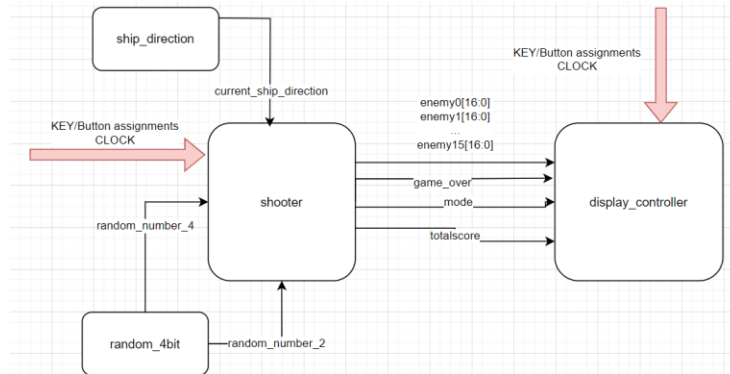 ship_direction
KEY/Button assignments
CLOCK
current_ship_direction
enemy0[16:0]
enemy1[16:0]
...
enemy15[16:0]
KEY/Button assignments
CLOCK
game_over
shooter
mode
display_controller
random_number_4
totalscore
random_4bit
random_number_2